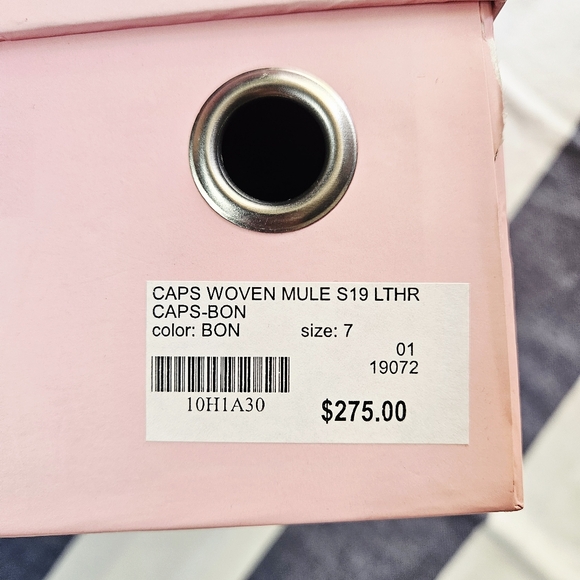 CAPS WOVEN MULE S19 LTHR
CAPS-BON
color: BON size: 7
01
19072
10H1A30 $275.00